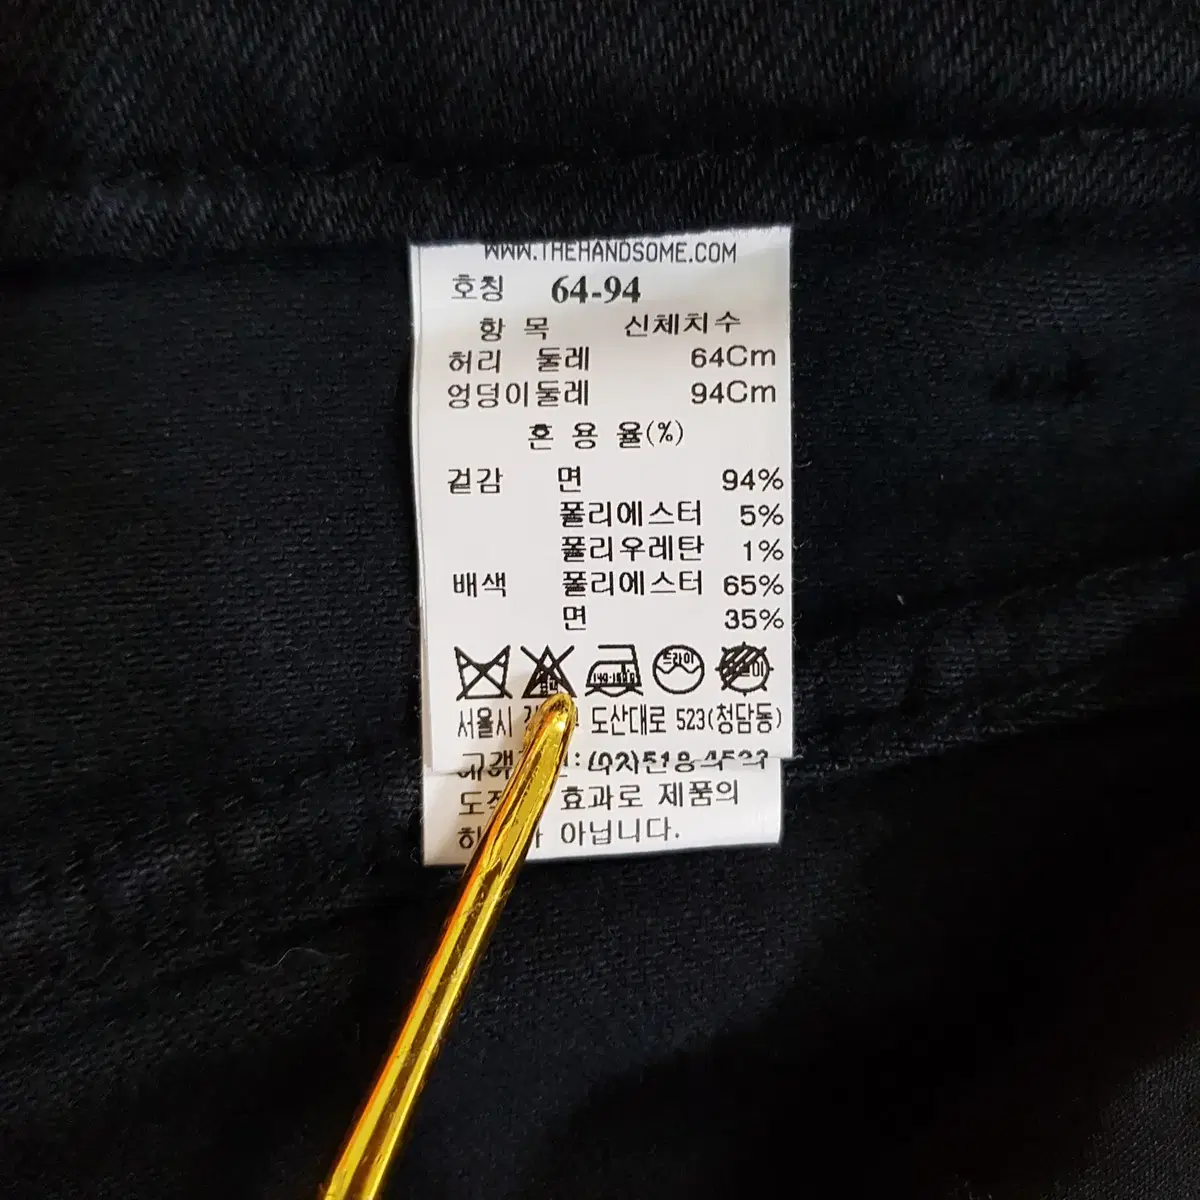 WWW.THEHANDSOME.COM
호칭 64-94
항 목 신체치수
허리 둘레 64Cm
엉덩이둘레 94Cm
혼 용 율(%)
겉감 면 94%
폴리에스터 5%
폴리우레탄 1%
배색 폴리에스터 65%
면 35%
드라이
서울시 도산대로 523(청담동)
효과로 제품의
아닙니다.